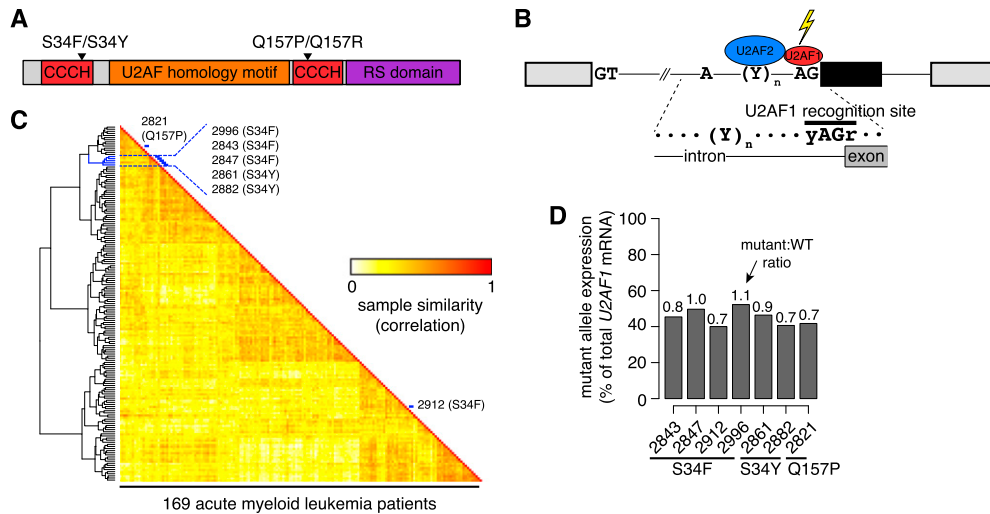 A
S34F/S34Y
Q157P/Q157R
CCCH
U2AF homology motif
CCCH
RS domain
B
U2AF2
U2AF1
GT
//
A
(Y)n
AG
U2AF1 recognition site
(Y)n
yAGr
intron
exon
C
2821
(Q157P)
2996 (S34F)
2843 (S34F)
2847 (S34F)
2861 (S34Y)
2882 (S34Y)
0
1
sample similarity
(correlation)
2912 (S34F)
169 acute myeloid leukemia patients
D
mutant allele expression
(% of total U2AF1 mRNA)
100
80
60
40
20
0
mutant:WT
ratio
0.8
1.0
0.7
1.1
0.9
0.7
0.7
2843
2847
2912
2996
2861
2882
2821
S34F
S34Y
Q157P